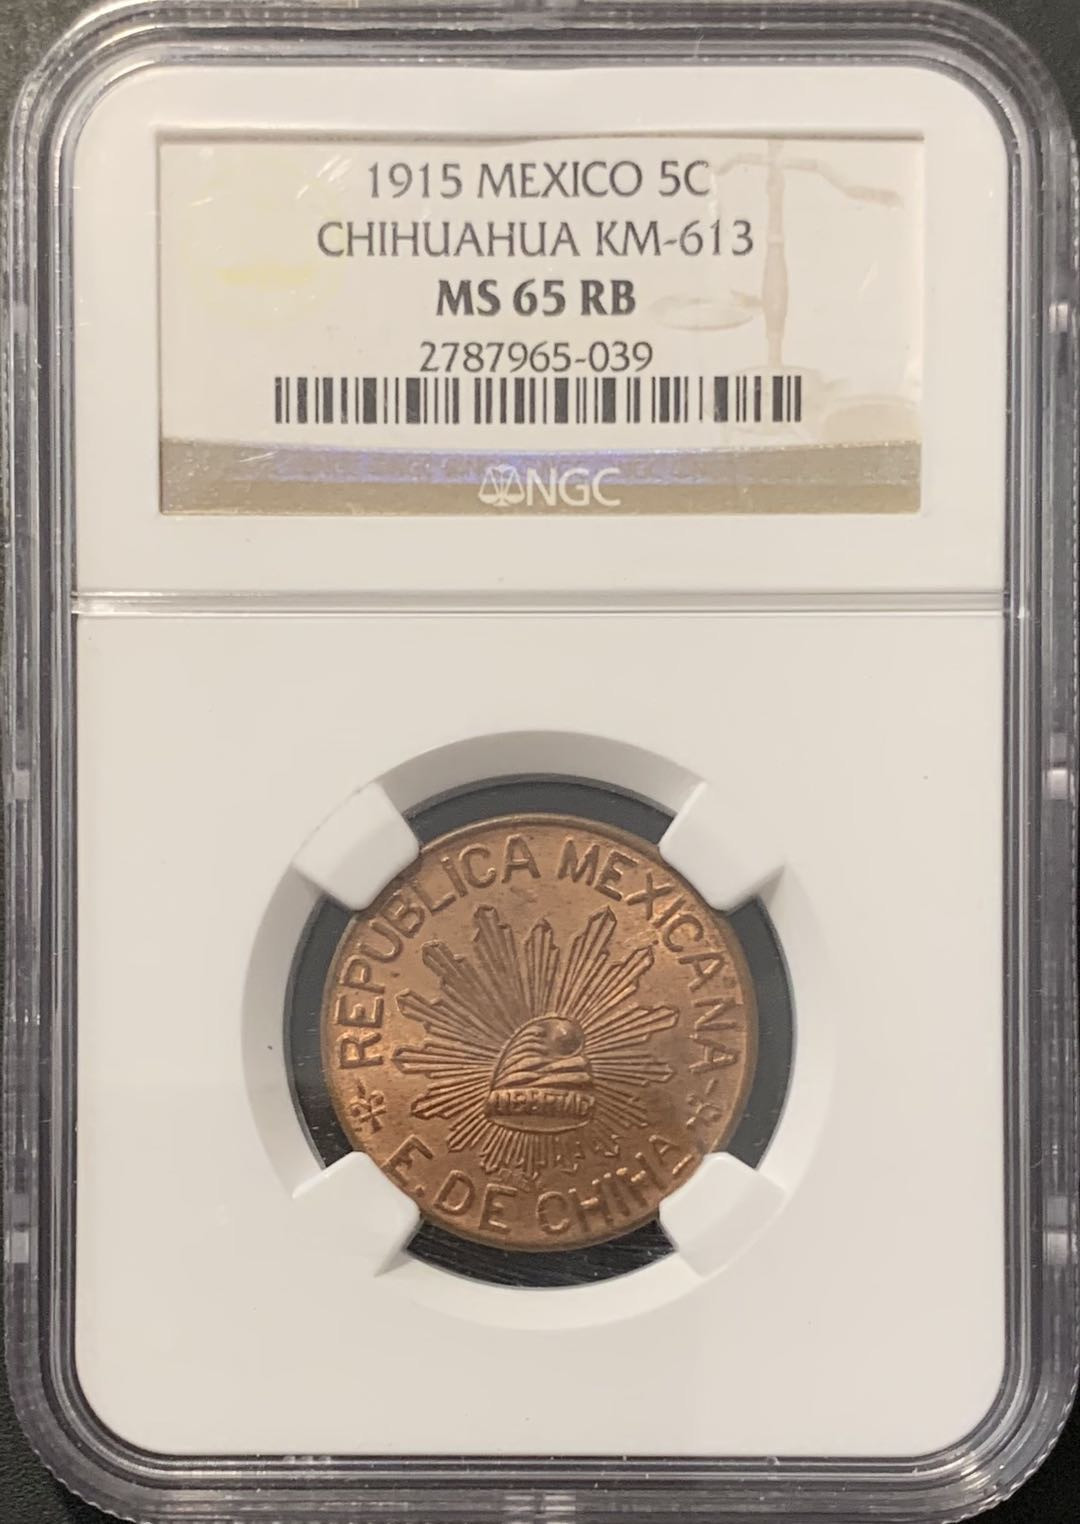 1915 MEXICO 5C
CHIHUAHUA KM-613
MS 65 RB
2787965-039
NGC
REPUBLICA MEXICANA
LIBERTAD
E. DE CHIHA